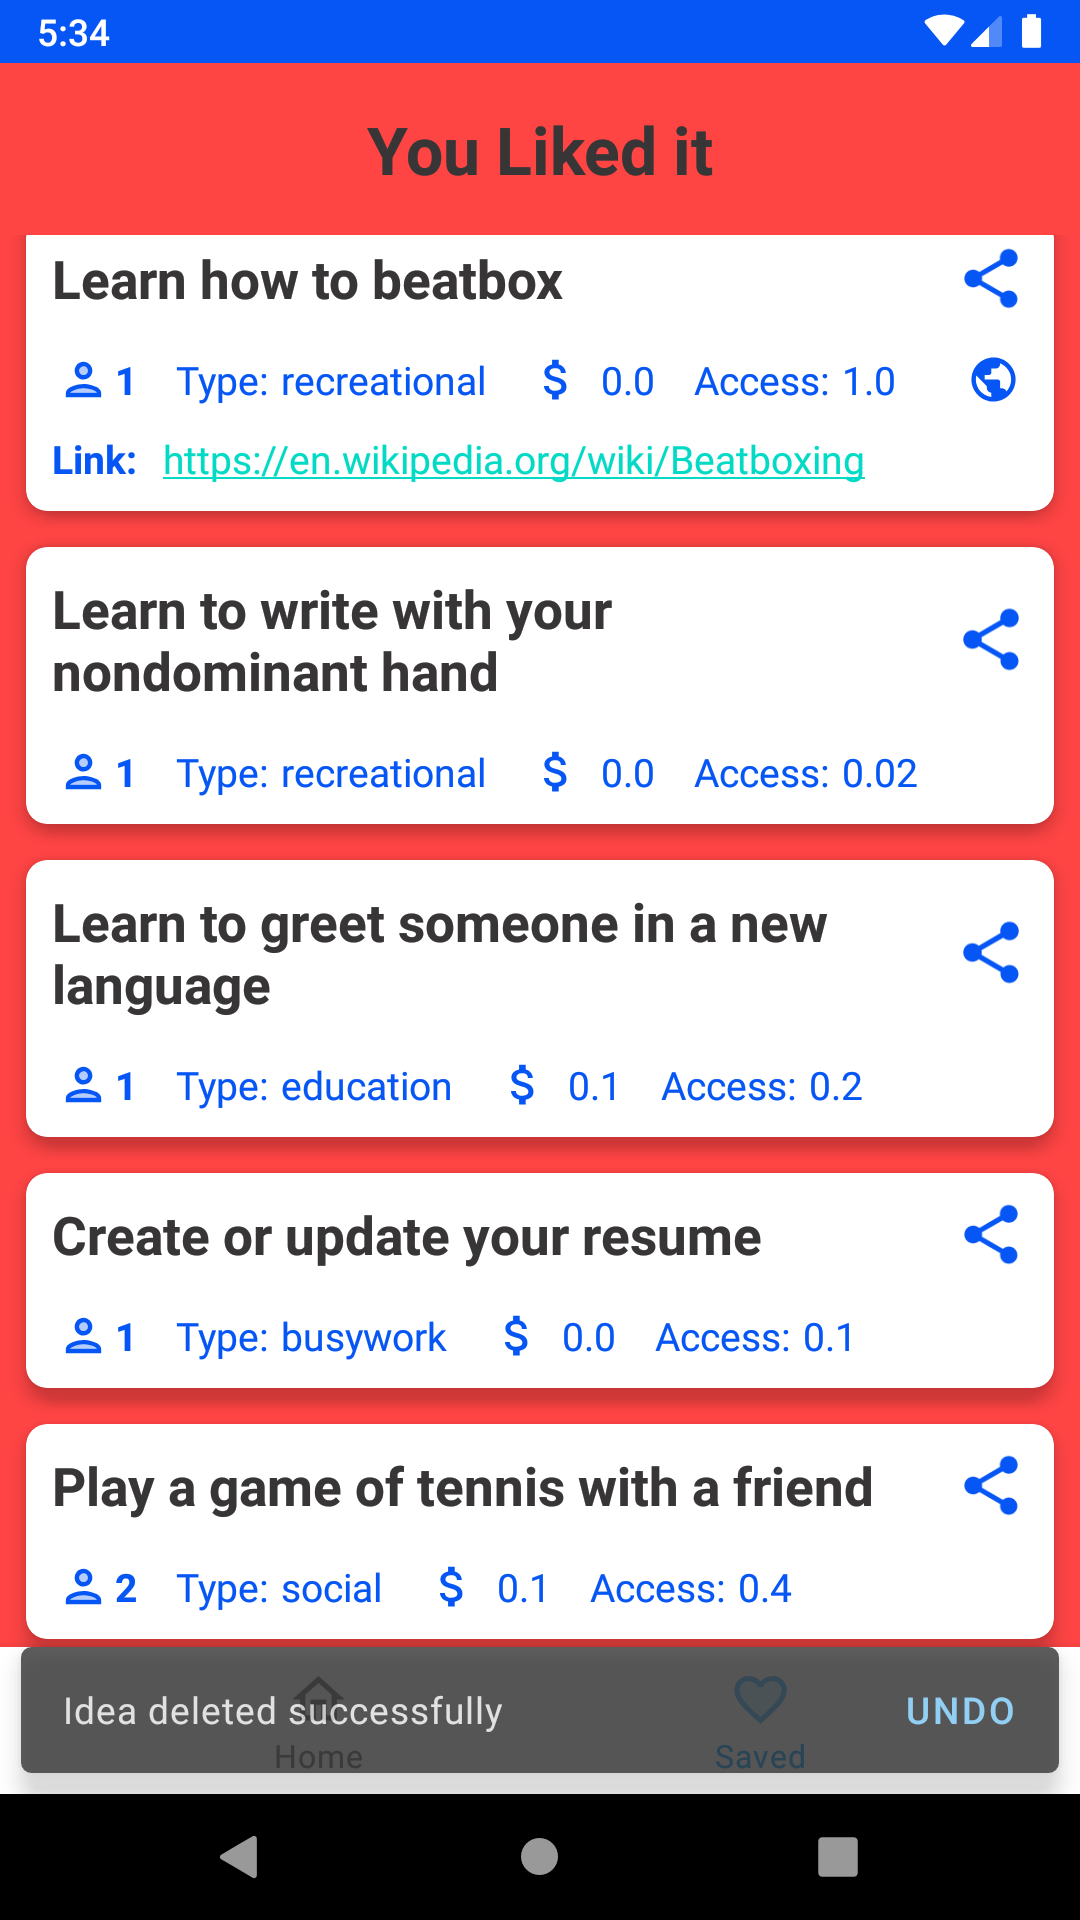 5:34
You Liked it
Learn how to beatbox
1 Type: recreational $ 0.0 Access: 1.0
Link: https://en.wikipedia.org/wiki/Beatboxing
Learn to write with your
nondominant hand
1 Type: recreational $ 0.0 Access: 0.02
Learn to greet someone in a new
language
1 Type: education $ 0.1 Access: 0.2
Create or update your resume
1 Type: busywork $ 0.0 Access: 0.1
Play a game of tennis with a friend
2 Type: social $ 0.1 Access: 0.4
Idea deleted successfully UNDO
Home Saved